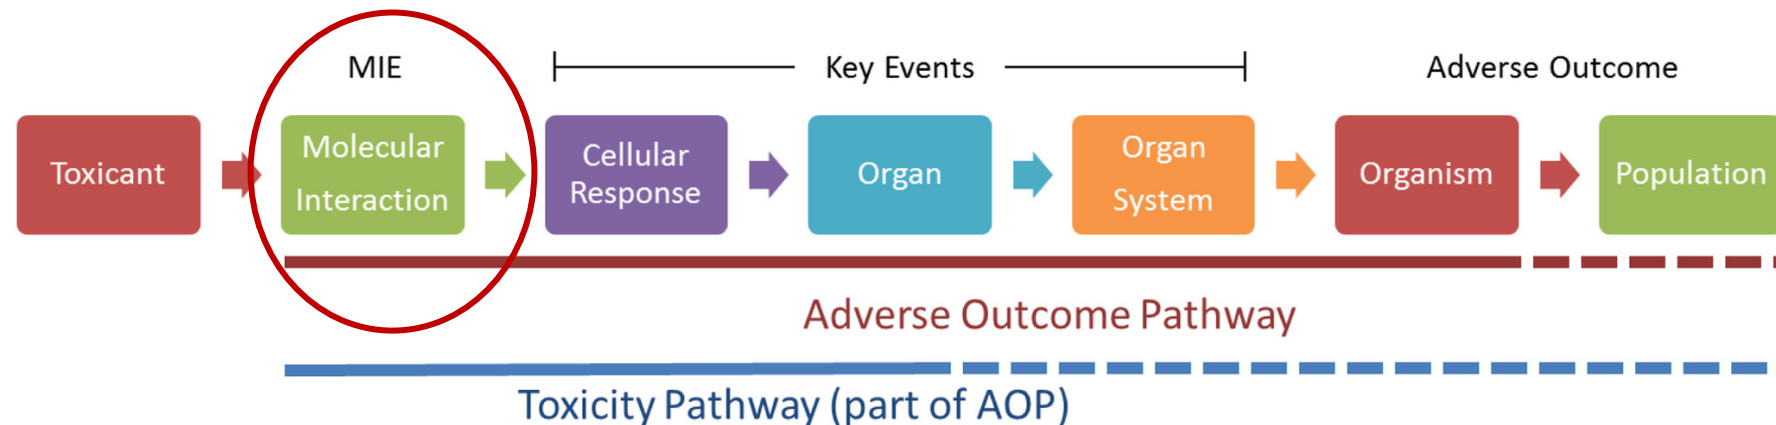 MIE
Key Events
Adverse Outcome
Toxicant
Molecular
Interaction
Cellular
Response
Organ
Organ
System
Organism
Population
Adverse Outcome Pathway
Toxicity Pathway (part of AOP)